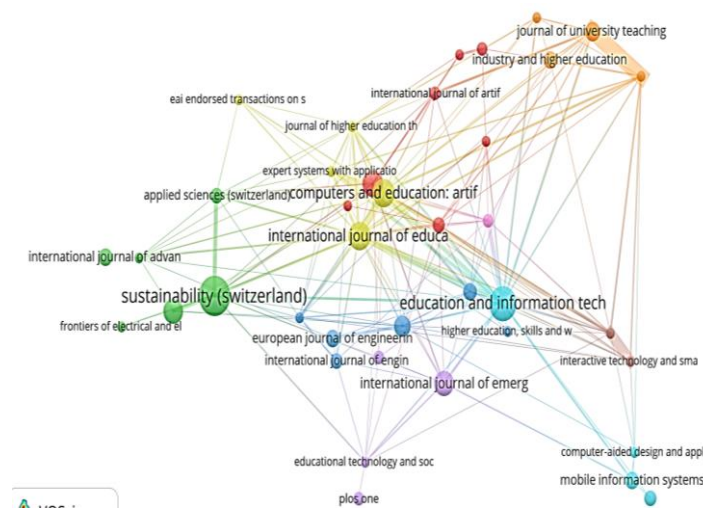 journal of university teaching
industry and higher education
international journal of artif
eai endorsed transactions on s
journal of higher education th
expert systems with applicatio
applied sciences (switzerland)
computers and education: artif
international journal of educa
international journal of advan
sustainability (switzerland)
education and information tech
frontiers of electrical and el
higher education, skills and w
european journal of engineerin
international journal of engin
interactive technology and sma
international journal of emerg
computer-aided design and appl
educational technology and soc
mobile information systems
plos one